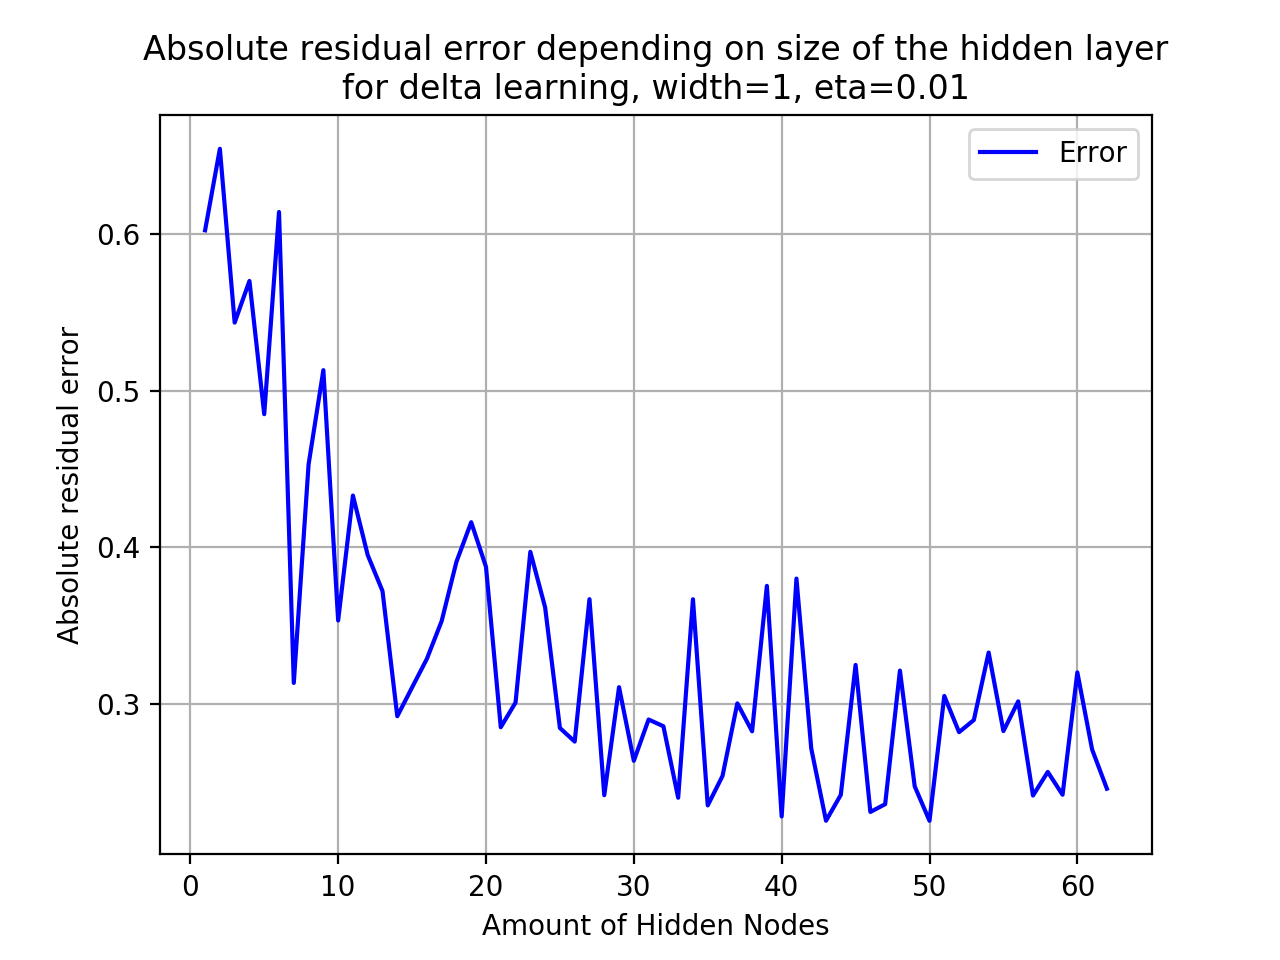 Absolute residual error depending on size of the hidden layer
for delta learning, width=1, eta=0.01
Error
0.6
0.5
0.4
0.3
Absolute residual error
0 10 20 30 40 50 60
Amount of Hidden Nodes